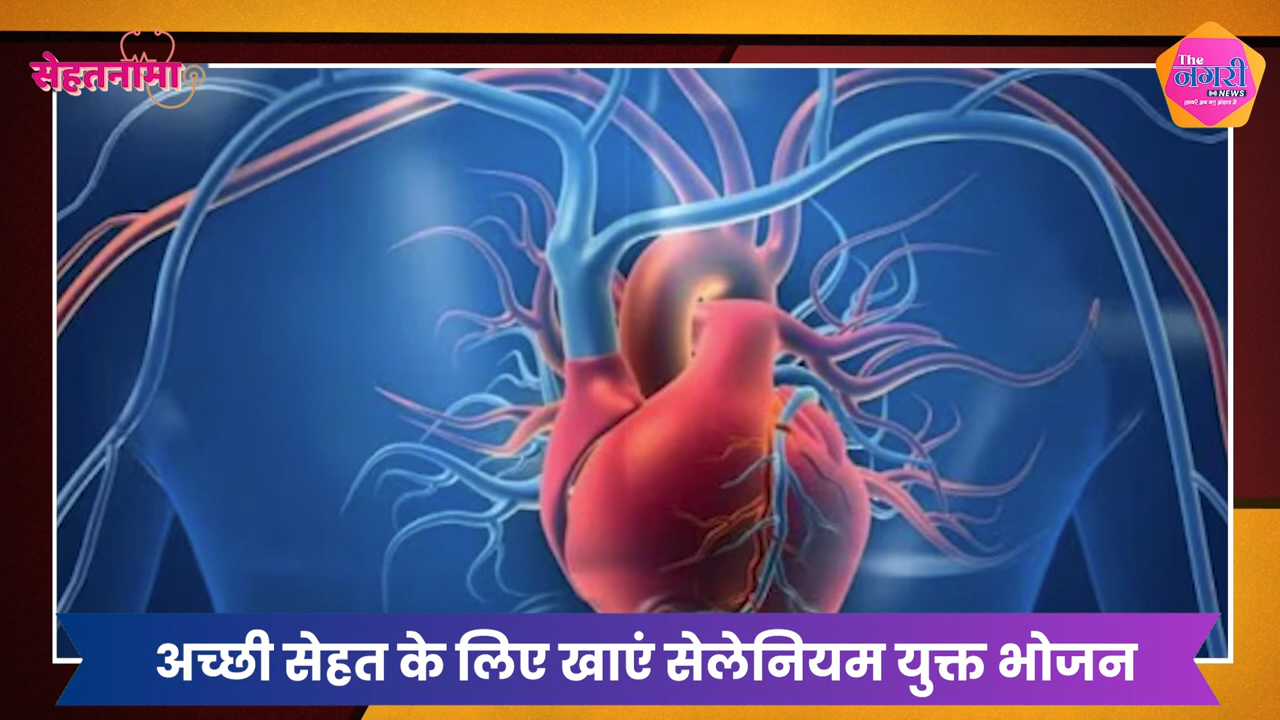 सेहतनामा
The
नगरी
NEWS
अच्छी सेहत के लिए खाएं सेलेनियम युक्त भोजन